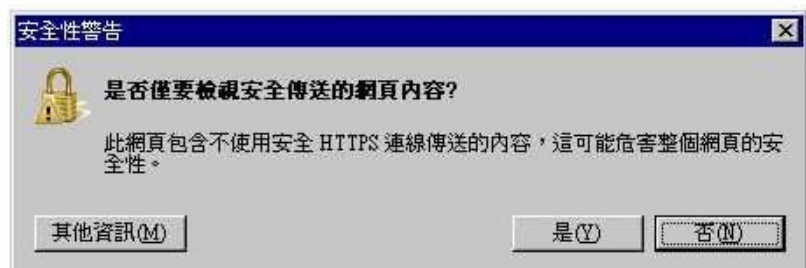 安全性警告
是否僅要檢視安全傳送的網頁內容?
此網頁包含不使用安全 HTTPS 連線傳送的內容，這可能危害整個網頁的安
全性。
其他資訊(M) 是(Y) 否(N)